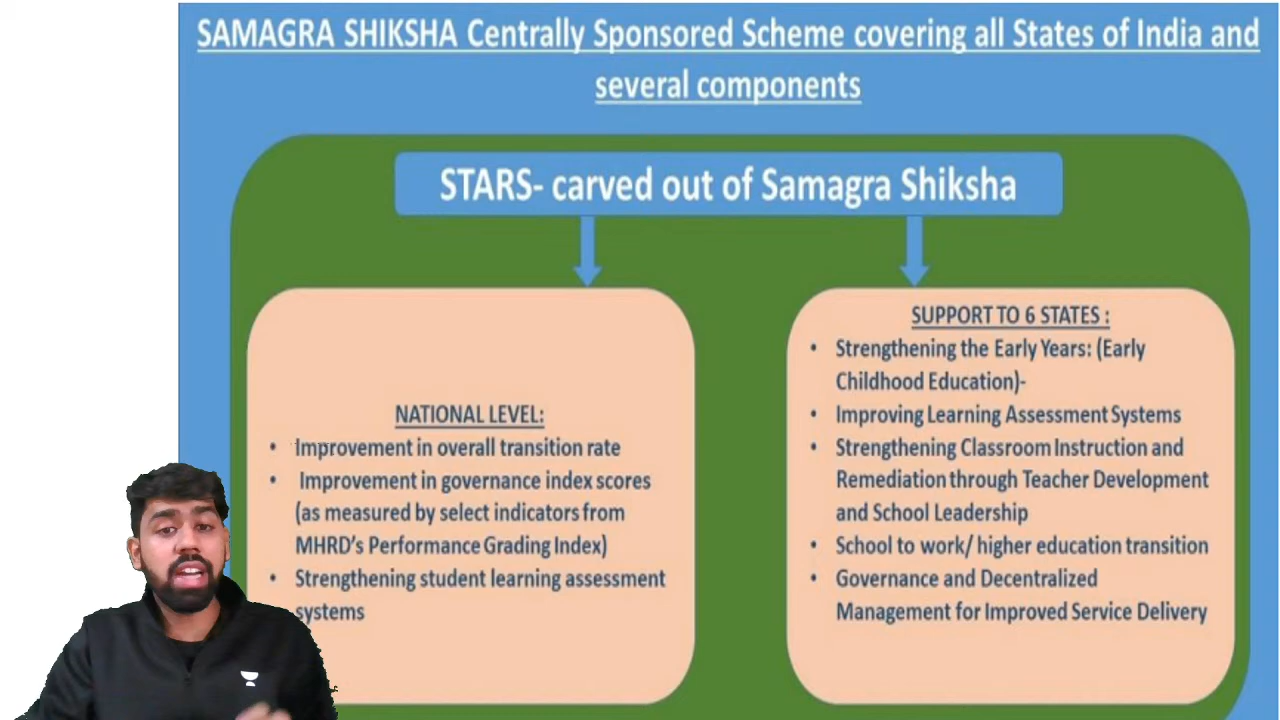 SAMAGRA SHIKSHA Centrally Sponsored Scheme covering all States of India and
several components
STARS- carved out of Samagra Shiksha
NATIONAL LEVEL:
• Improvement in overall transition rate
• Improvement in governance index scores
(as measured by select indicators from
MHRD's Performance Grading Index)
• Strengthening student learning assessment
systems
SUPPORT TO 6 STATES :
• Strengthening the Early Years: (Early
Childhood Education)-
• Improving Learning Assessment Systems
• Strengthening Classroom Instruction and
Remediation through Teacher Development
and School Leadership
• School to work/ higher education transition
• Governance and Decentralized
Management for Improved Service Delivery